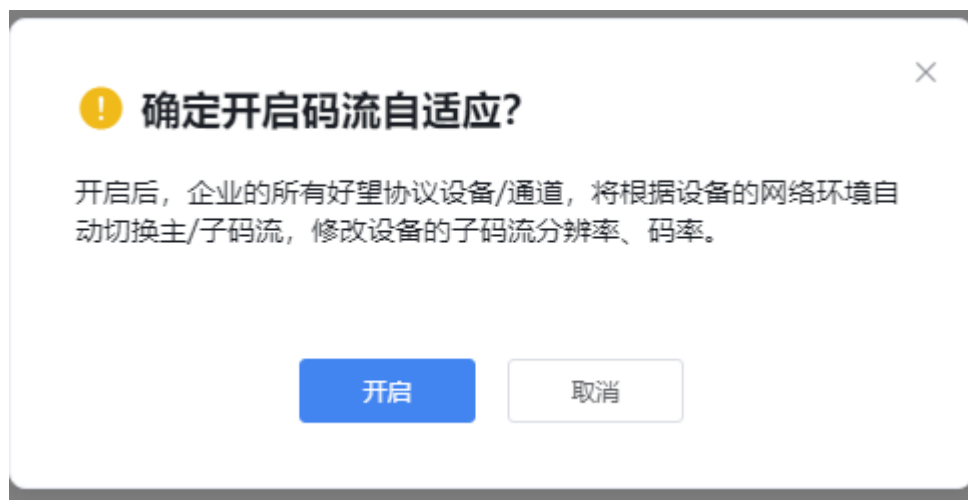 确定开启码流自适应?
开启后，企业的所有好望协议设备/通道，将根据设备的网络环境自
动切换主/子码流，修改设备的子码流分辨率、码率。
开启
取消